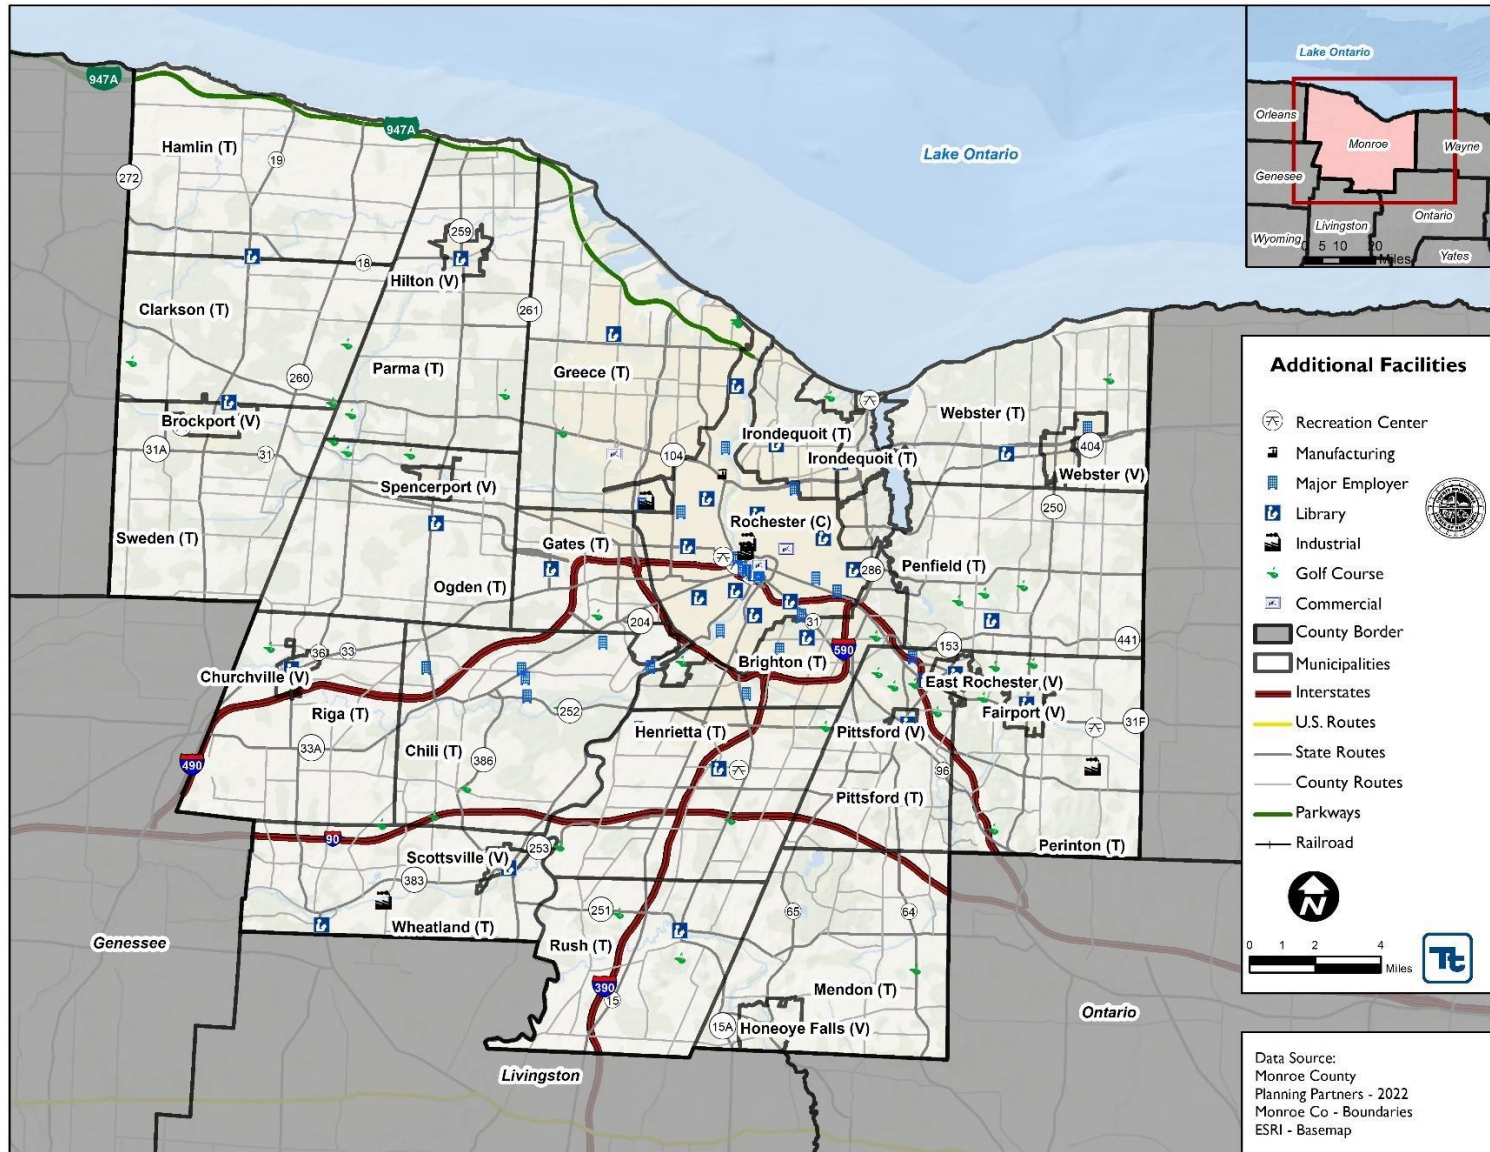 947A
947A
Hamlin (T)
19
272
Lake Ontario
259
18
Hilton (V)
Clarkson (T)
261
260
Parma (T)
Greece (T)
Brockport (V)
31A
31
Irondequoit (T)
Irondequoit (T)
Webster (T)
404
Webster (V)
104
Spencerport (V)
250
Sweden (T)
Rochester (C)
Gates (T)
286
Penfield (T)
Ogden (T)
204
31
590
153
441
36
33
Brighton (T)
Churchville (V)
East Rochester (V)
Riga (T)
252
Henrietta (T)
Pittsford (V)
Fairport (V)
31F
33A
Chili (T)
386
490
96
Pittsford (T)
90
Scottsville (V)
253
Perinton (T)
383
251
65
64
Wheatland (T)
Genessee
Rush (T)
390
15
Mendon (T)
15A
Honeoye Falls (V)
Ontario
Livingston
Lake Ontario
Orleans
Monroe
Wayne
Genesee
Ontario
Livingston
Wyoming
0 5 10 20
Miles
Yates
Additional Facilities
Recreation Center
Manufacturing
Major Employer
Library
Industrial
Golf Course
Commercial
County Border
Municipalities
Interstates
U.S. Routes
State Routes
County Routes
Parkways
Railroad
N
0 1 2 4
Miles
Tt
Data Source:
Monroe County
Planning Partners - 2022
Monroe Co - Boundaries
ESRI - Basemap